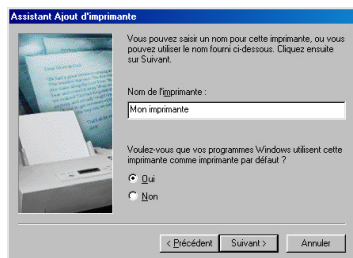 Assistant Ajout d'imprimante
Vous pouvez saisir un nom pour cette imprimante, ou vous
pouvez utiliser le nom fourni ci-dessous. Cliquez ensuite
sur Suivant.
Nom de l'imprimante :
Mon imprimante
Voulez-vous que vos programmes Windows utilisent cette
imprimante comme imprimante par défaut ?
Oui
Non
< Précédent
Suivant >
Annuler